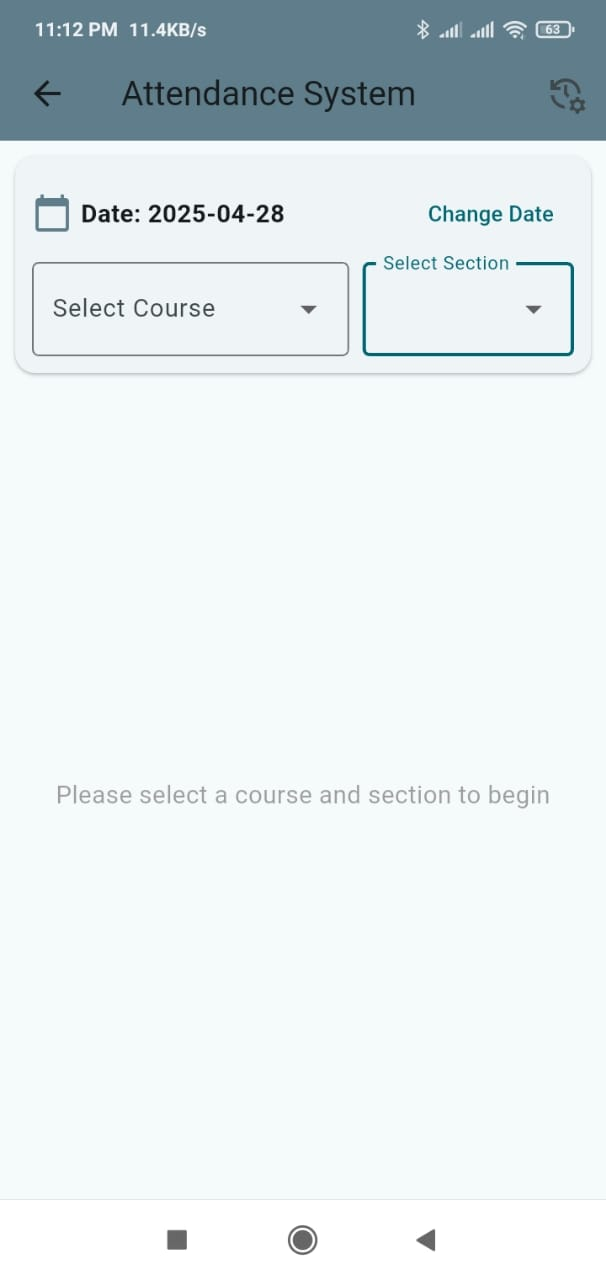 11:12 PM 11.4KB/s 63
Attendance System
Date: 2025-04-28 Change Date
Select Section
Select Course
Please select a course and section to begin